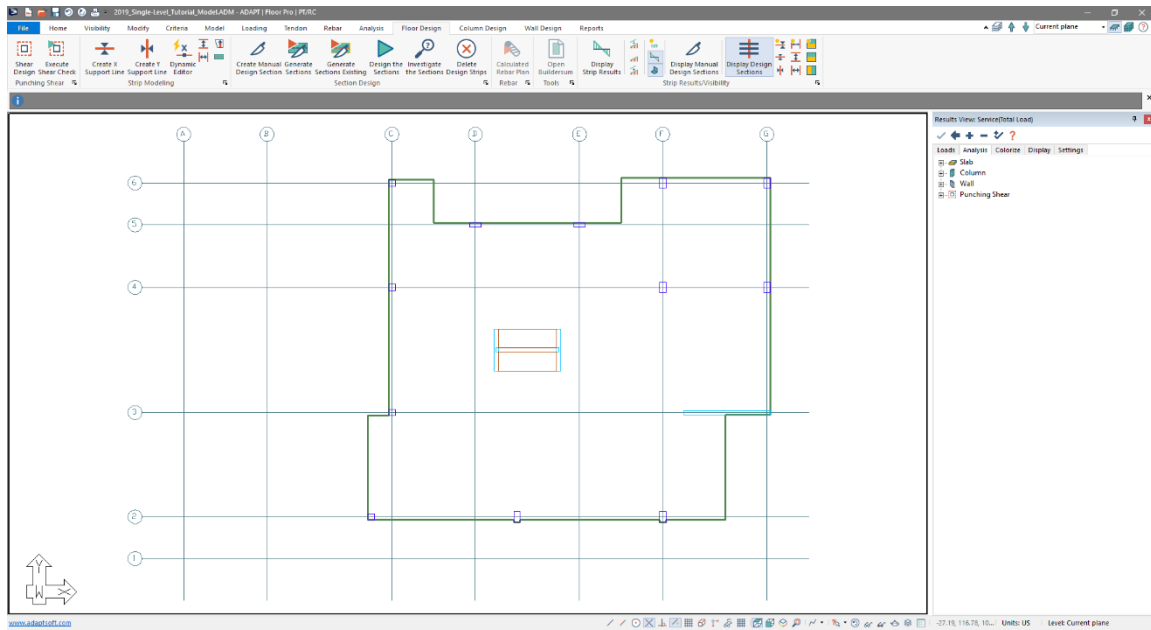 2019_Single-Level_Tutorial_Model.ADM - ADAPT | Floor Pro | PT/RC
File Home Visibility Modify Criteria Model Loading Tendon Rebar Analysis Floor Design Column Design Wall Design Reports Current plane
Shear Execute Create X Create Y Dynamic Create Manual Generate Generate Design the Investigate Delete Calculated Open Display Display Manual Display Design
Design Shear Check Support Line Support Line Editor Design Section Sections Sections Existing Sections the Sections Design Strips Rebar Plan Buildersum Strip Results Design Sections Sections
Punching Shear Strip Modeling Section Design Rebar Tools Strip Results/Visibility
Results View: Service(Total Load)
Loads Analysis Colorize Display Settings
Slab
Column
Wall
Punching Shear
A B C D E F G
6
5
4
3
2
1
Y
W X
www.adaptsoft.com -27.19, 116.78, 10... Units: US Level: Current plane